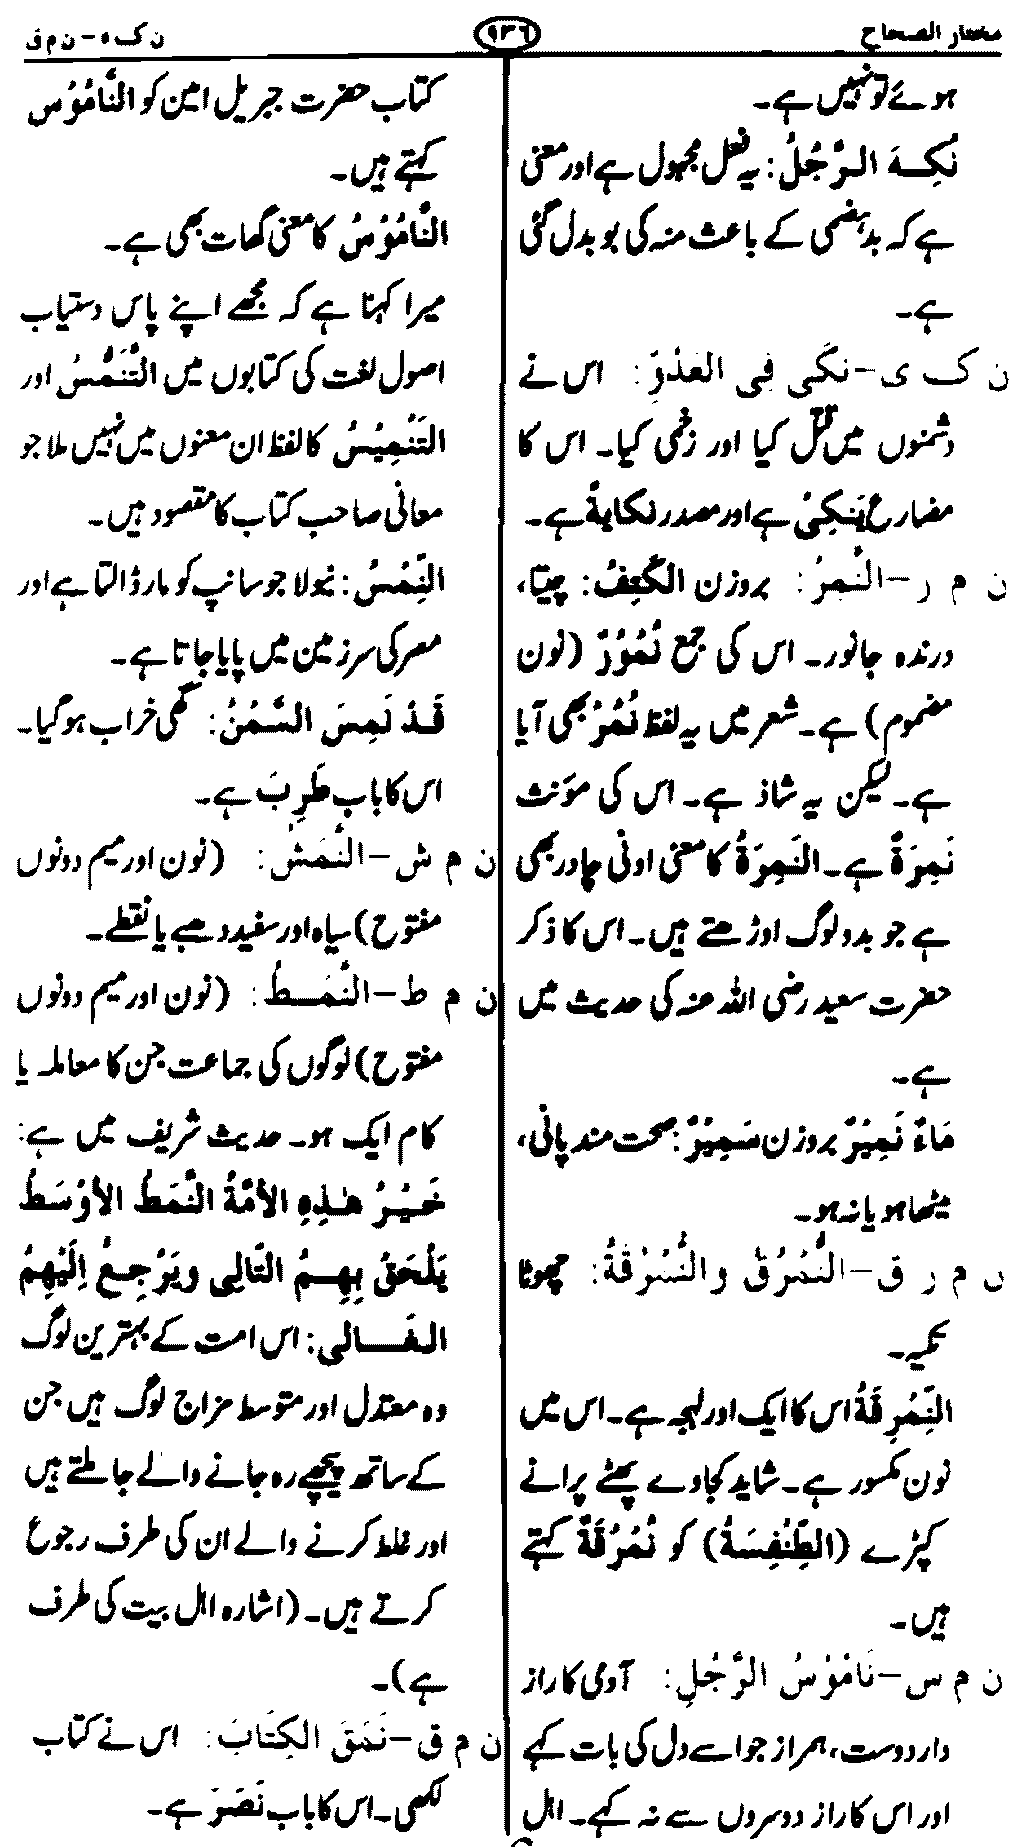 مختار الصحاح
۹۳۶
ن ک ہ - ن م ق
ہوئے تو نہیں ہے۔
نُکِہَ الرَّجُلُ: یہ فعل مجہول ہے اور معنی
ہے کہ بدہضمی کے باعث منہ کی بو بدل گئی
ہے۔
ن ک ی - نَکَی فِی العَدُوِّ: اس نے
دشمنوں میں قتل کیا اور زخمی کیا۔ اس کا
مضارع یَنکِیْ ہے اور مصدر نکایةً ہے۔
ن م ر - النَّمِرُ: بروزن الکَتِفُ: چیتا،
درندہ جانور۔ اس کی جمع نُمُوْرٌ (نون
مضموم) ہے۔ شعر میں یہ لفظ نُمُرٌ بھی آیا
ہے۔ لیکن یہ شاذ ہے۔ اس کی مؤنث
نَمِرَةٌ ہے۔ النَمِرَةُ کا معنی اونی چادر بھی
ہے جو بدو لوگ اوڑھتے ہیں۔ اس کا ذکر
حضرت سعید رضی اللہ عنہ کی حدیث میں
ہے۔
مَاءٌ نَمِیْرٌ بروزن سَمِیْرٌ: صحت مند پانی،
میٹھا ہو یا نہ ہو۔
ن م ر ق - النُّمْرُقُ والنُّمْرُقَةُ: چھوٹا
تکیہ۔
النِّمْرِقَةُ اس کا ایک اور لہجہ ہے۔ اس میں
نون مکسور ہے۔ شاید کجاوے پھٹے پرانے
کپڑے (الطِّنْفِسَةُ) کو نُمْرُقَةٌ کہتے
ہیں۔
ن م س - نَامُوْسُ الرَّجُلِ: آدمی کا راز
دار دوست، ہمراز جو اسے دل کی بات کہے
اور اس کا راز دوسروں سے نہ کہے۔ اہل
کتاب حضرت جبریل امین کو النَّامُوْس
کہتے ہیں۔
النَّامُوْسُ کا معنی گھات بھی ہے۔
میرا کہنا ہے کہ مجھے اپنے پاس دستیاب
اصول لغت کی کتابوں میں التَّنَمُّسُ اور
التَنْمِیْسُ کا لفظ ان معنوں میں نہیں ملا جو
معانی صاحب کتاب کا مقصود ہیں۔
النِّمْسُ: نیولا جو سانپ کو مار ڈالتا ہے اور
مصر کی سرزمین میں پایا جاتا ہے۔
قَدْ نَمِسَ السَّمْنُ: گھی خراب ہو گیا۔
اس کا باب طَرِبَ ہے۔
ن م ش - النَّمَشُ: (نون اور میم دونوں
مفتوح) سیاہ اور سفید دھبے یا نقطے۔
ن م ط - النَّمَطُ: (نون اور میم دونوں
مفتوح) لوگوں کی جماعت جن کا معاملہ یا
کام ایک ہو۔ حدیث شریف میں ہے:
خَیْرُ ھٰذِہِ الأمَّةُ النَّمَطُ الأوْسَطُ
یَلْحَقُ بِھِمُ التَّالِی ویَرْجِعُ اِلَیْھِمُ
الغَالی: اس امت کے بہترین لوگ
وہ معتدل اور متوسط مزاج لوگ ہیں جن
کے ساتھ پیچھے رہ جانے والے جا ملتے ہیں
اور غلط کرنے والے ان کی طرف رجوع
کرتے ہیں۔ (اشارہ اہل بیت کی طرف
ہے)۔
ن م ق - نَمَقَ الکِتَابَ: اس نے کتاب
لکھی۔ اس کا باب نَصَرَ ہے۔